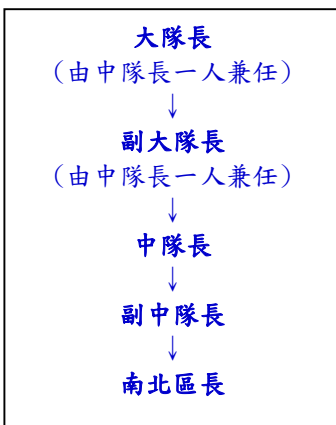 大隊長
（由中隊長一人兼任）
↓
副大隊長
（由中隊長一人兼任）
↓
中隊長
↓
副中隊長
↓
南北區長